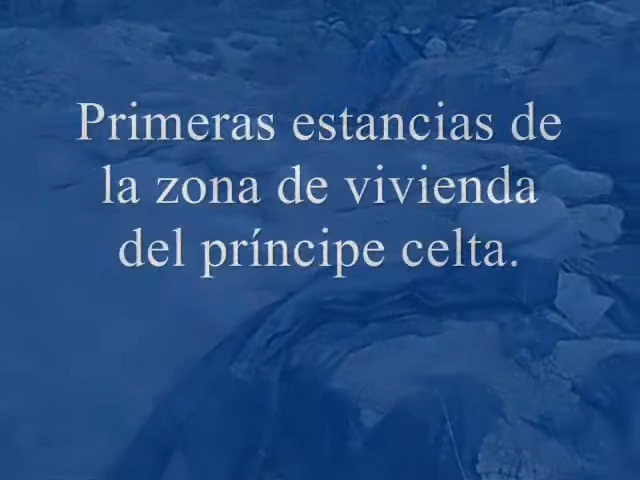 Primeras estancias de
la zona de vivienda
del príncipe celta.